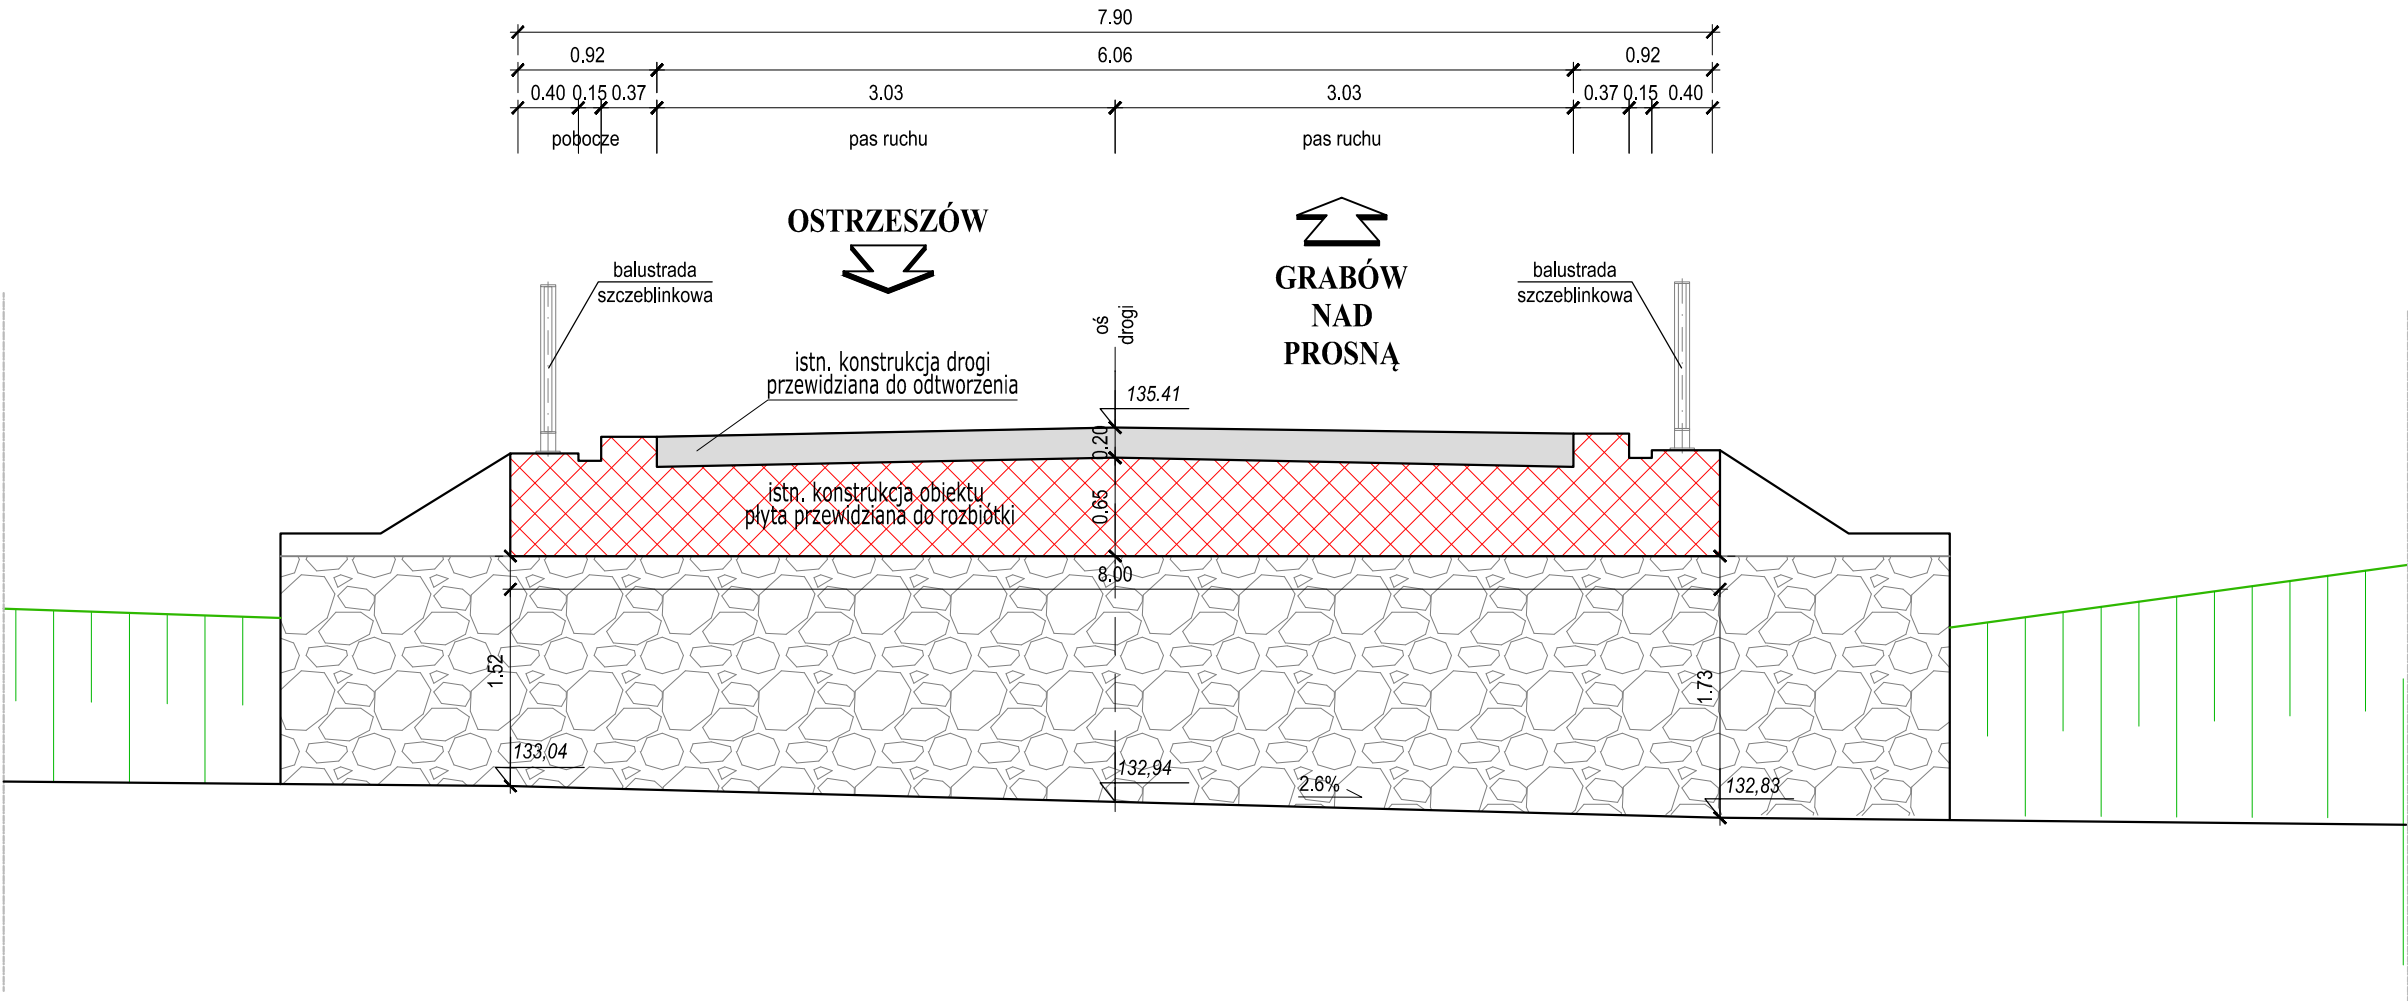 7.90
0.92 6.06 0.92
0.40 0.15 0.37 3.03 3.03 0.37 0.15 0.40
pobocze pas ruchu pas ruchu
OSTRZESZÓW
GRABÓW
NAD
PROSNĄ
balustrada
szczeblinkowa
balustrada
szczeblinkowa
oś
drogi
istn. konstrukcja drogi
przewidziana do odtworzenia
135.41
0.20
istn. konstrukcja obiektu
płyta przewidziana do rozbiótki
0.65
8.00
1.52
1.73
133,04
132,94
2.6%
132,83